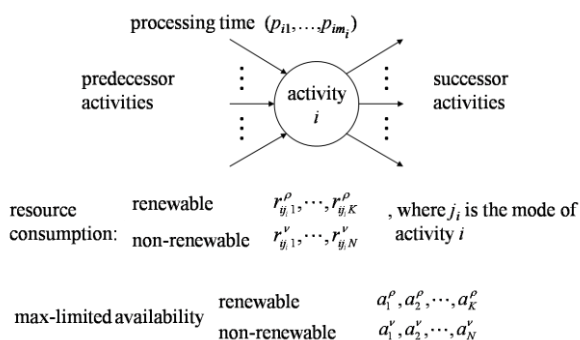 processing time (p_{i1},…,p_{im_i})
predecessor activities
activity i
successor activities
resource consumption:
renewable r^ρ_{ij_i1},⋯,r^ρ_{ij_iK}
non-renewable r^ν_{ij_i1},⋯,r^ν_{ij_iN}
, where j_i is the mode of activity i
max-limited availability
renewable a^ρ_1,a^ρ_2,⋯,a^ρ_K
non-renewable a^ν_1,a^ν_2,⋯,a^ν_N